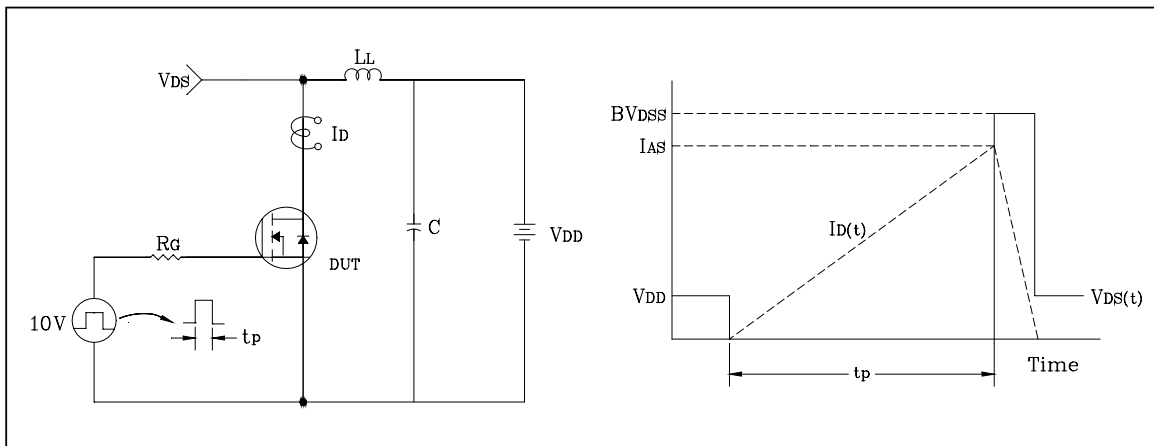 LL
VDS
ID
C
VDD
RG
DUT
10V
tp
BVDSS
IAS
ID(t)
VDD
VDS(t)
Time
tp